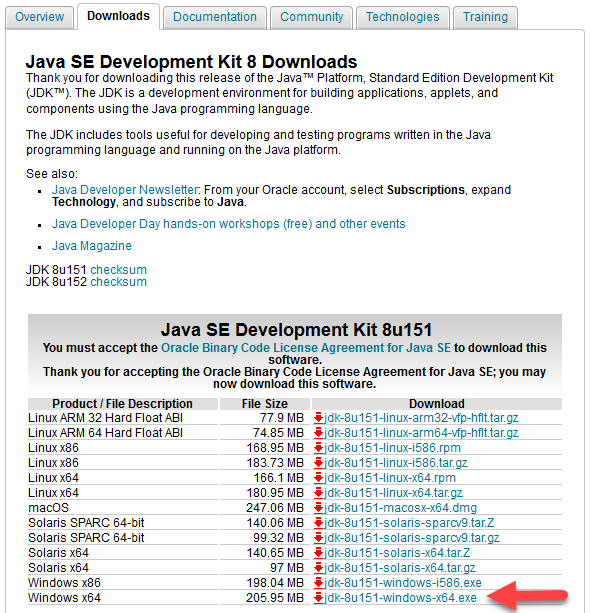 Overview Downloads Documentation Community Technologies Training
Java SE Development Kit 8 Downloads
Thank you for downloading this release of the Java™ Platform, Standard Edition Development Kit
(JDK™). The JDK is a development environment for building applications, applets, and
components using the Java programming language.
The JDK includes tools useful for developing and testing programs written in the Java
programming language and running on the Java platform.
See also:
Java Developer Newsletter: From your Oracle account, select Subscriptions, expand
Technology, and subscribe to Java.
Java Developer Day hands-on workshops (free) and other events
Java Magazine
JDK 8u151 checksum
JDK 8u152 checksum
Java SE Development Kit 8u151
You must accept the Oracle Binary Code License Agreement for Java SE to download this
software.
Thank you for accepting the Oracle Binary Code License Agreement for Java SE; you may
now download this software.
Product / File Description File Size Download
Linux ARM 32 Hard Float ABI 77.9 MB jdk-8u151-linux-arm32-vfp-hflt.tar.gz
Linux ARM 64 Hard Float ABI 74.85 MB jdk-8u151-linux-arm64-vfp-hflt.tar.gz
Linux x86 168.95 MB jdk-8u151-linux-i586.rpm
Linux x86 183.73 MB jdk-8u151-linux-i586.tar.gz
Linux x64 166.1 MB jdk-8u151-linux-x64.rpm
Linux x64 180.95 MB jdk-8u151-linux-x64.tar.gz
macOS 247.06 MB jdk-8u151-macosx-x64.dmg
Solaris SPARC 64-bit 140.06 MB jdk-8u151-solaris-sparcv9.tar.Z
Solaris SPARC 64-bit 99.32 MB jdk-8u151-solaris-sparcv9.tar.gz
Solaris x64 140.65 MB jdk-8u151-solaris-x64.tar.Z
Solaris x64 97 MB jdk-8u151-solaris-x64.tar.gz
Windows x86 198.04 MB jdk-8u151-windows-i586.exe
Windows x64 205.95 MB jdk-8u151-windows-x64.exe